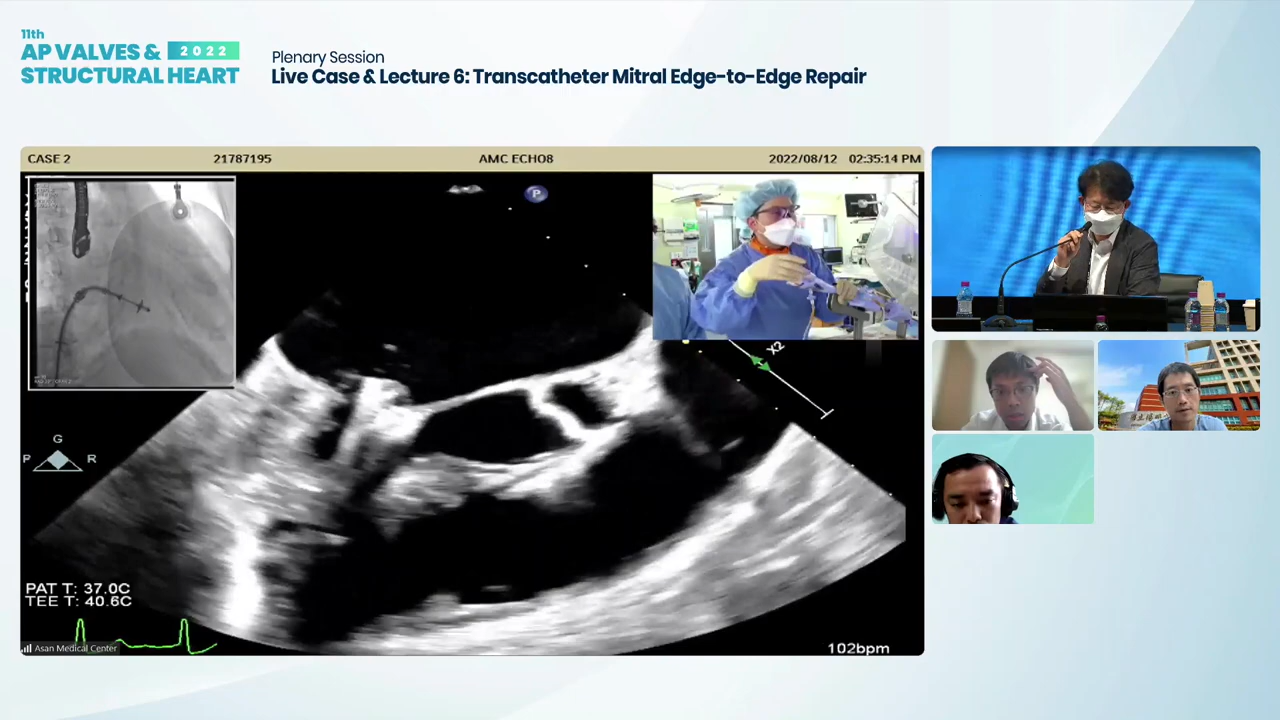 11th
AP VALVES & 2022
STRUCTURAL HEART
Plenary Session
Live Case & Lecture 6: Transcatheter Mitral Edge-to-Edge Repair
CASE 2 21787195 AMC ECHO8 2022/08/12 02:35:14 PM
P
X2
G
P R
PAT T: 37.0C
TEE T: 40.6C
Asan Medical Center
102bpm